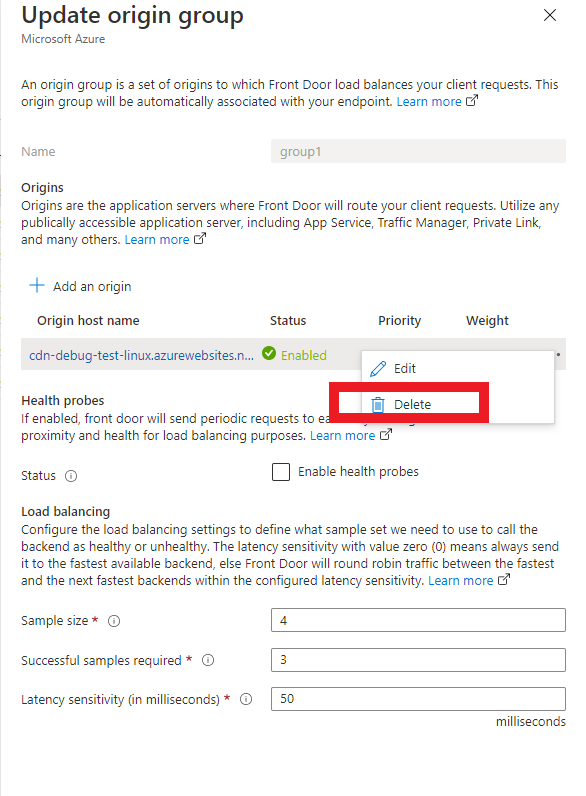 Update origin group
Microsoft Azure
An origin group is a set of origins to which Front Door load balances your client requests. This
origin group will be automatically associated with your endpoint. Learn more
Name
group1
Origins
Origins are the application servers where Front Door will route your client requests. Utilize any
publically accessible application server, including App Service, Traffic Manager, Private Link,
and many others. Learn more
Add an origin
Origin host name Status Priority Weight
cdn-debug-test-linux.azurewebsites.n... Enabled
Edit
Delete
Health probes
If enabled, front door will send periodic requests to
proximity and health for load balancing purposes. Learn more
Status
Enable health probes
Load balancing
Configure the load balancing settings to define what sample set we need to use to call the
backend as healthy or unhealthy. The latency sensitivity with value zero (0) means always send
it to the fastest available backend, else Front Door will round robin traffic between the fastest
and the next fastest backends within the configured latency sensitivity. Learn more
Sample size * 4
Successful samples required * 3
Latency sensitivity (in milliseconds) * 50
milliseconds